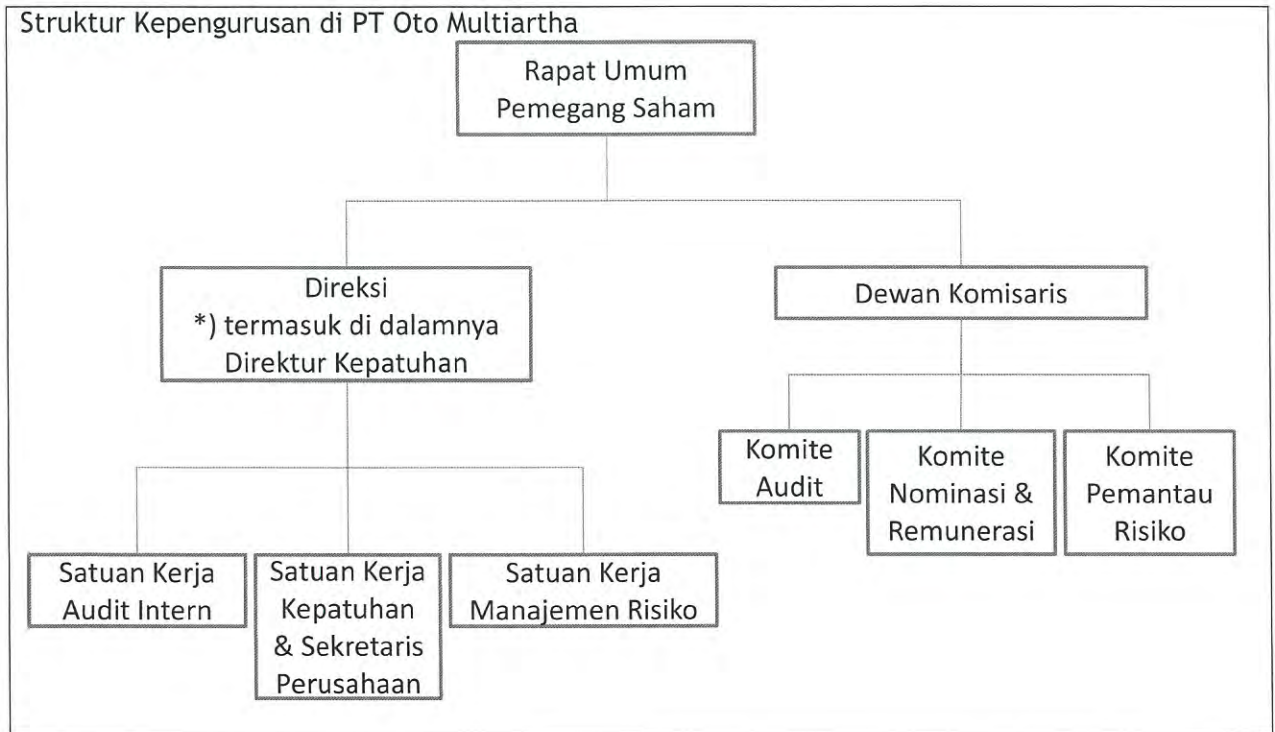 Struktur Kepengurusan di PT Oto Multiartha
Rapat Umum
Pemegang Saham
Direksi
*) termasuk di dalamnya
Direktur Kepatuhan
Dewan Komisaris
Komite
Audit
Komite
Nominasi &
Remunerasi
Komite
Pemantau
Risiko
Satuan Kerja
Audit Intern
Satuan Kerja
Kepatuhan
& Sekretaris
Perusahaan
Satuan Kerja
Manajemen Risiko